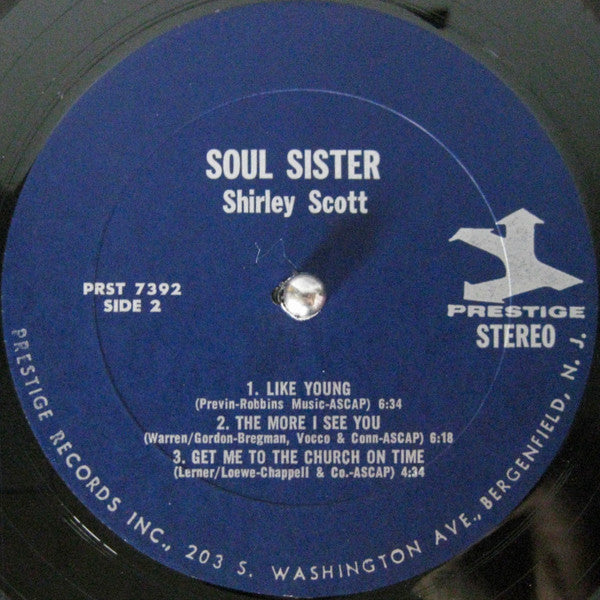 SOUL SISTER
Shirley Scott
PRST 7392
SIDE 2
PRESTIGE
STEREO
1. LIKE YOUNG
(Previn-Robbins Music-ASCAP) 6:34
2. THE MORE I SEE YOU
(Warren/Gordon-Bregman, Vocco & Conn-ASCAP) 6:18
3. GET ME TO THE CHURCH ON TIME
(Lerner/Loewe-Chappell & Co.-ASCAP) 4:34
PRESTIGE RECORDS INC., 203 S. WASHINGTON AVE., BERGENFIELD, N. J.